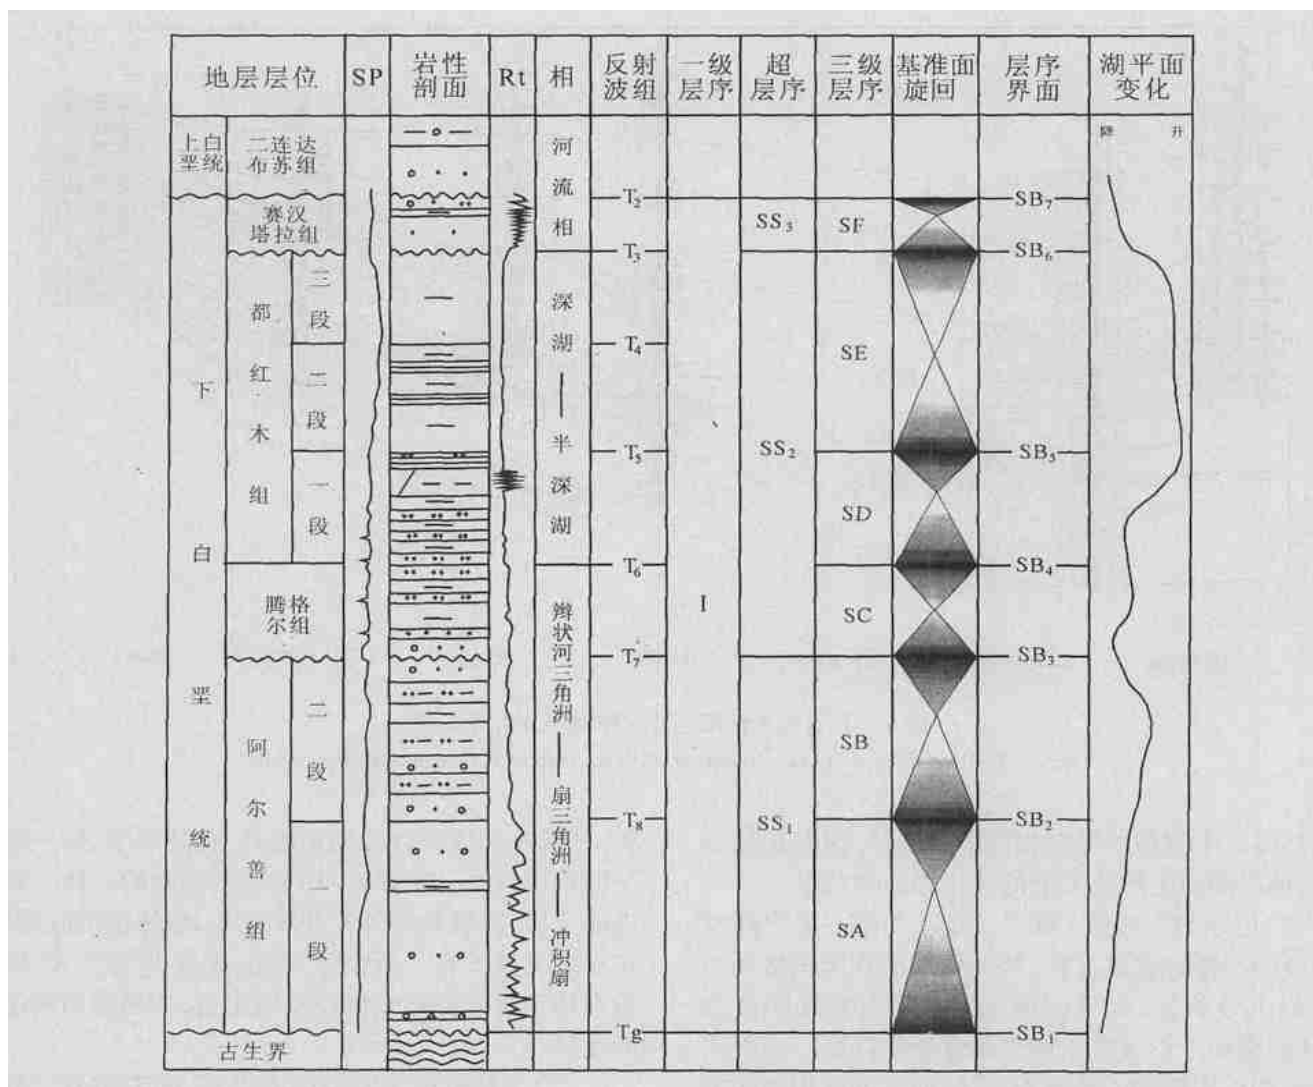 地层层位 SP 岩性剖面 Rt 相 反射波组 一级层序 超层序 三级层序 基准面旋回 层序界面 湖平面变化
降 升
上白垩统
二连达布苏组
赛汉塔拉组
下白垩统
都红木组
三段
二段
一段
腾格尔组
阿尔善组
二段
一段
古生界
河流相
深湖—半深湖
辫状河三角洲—扇三角洲—冲积扇
T2
T3
T4
T5
T6
T7
T8
Tg
I
SS3
SS2
SS1
SF
SE
SD
SC
SB
SA
SB7
SB6
SB5
SB4
SB3
SB2
SB1